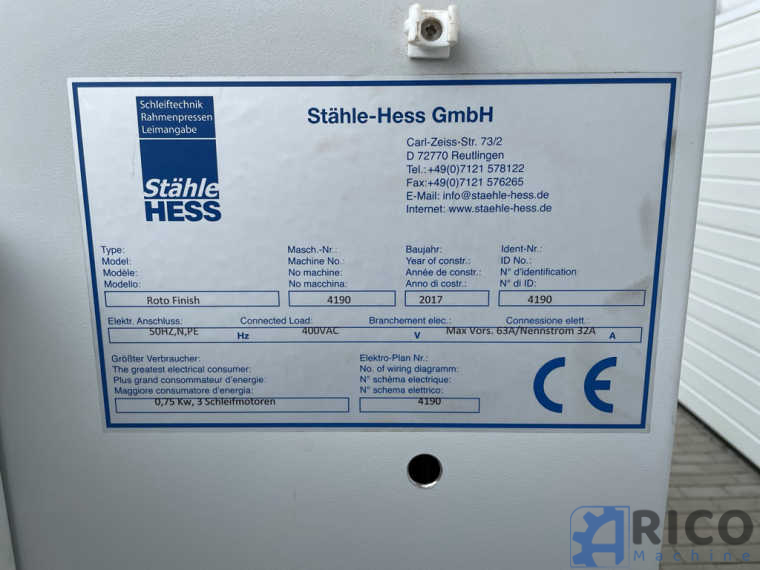 Schleiftechnik
Rahmenpressen
Leimangabe
Stähle
HESS
Stähle-Hess GmbH
Carl-Zeiss-Str. 73/2
D 72770 Reutlingen
Tel.:+49(0)7121 578122
Fax:+49(0)7121 576265
E-Mail: info@staehle-hess.de
Internet: www.staehle-hess.de
Type: Masch.-Nr.: Baujahr: Ident-Nr.:
Model: Machine No.: Year of constr.: ID No.:
Modèle: No machine: Année de constr.: N° d'identification
Modelio: No macchina: Anno di costr.: N° di ID:
Roto Finish 4190 2017 4190
Elektr. Anschluss: Connected Load: Branchement elec.: Connessione elett.:
50HZ,N,PE Hz 400VAC V Max Vors. 63A/Nennstrom 32A A
Größter Verbraucher: Elektro-Plan Nr.:
The greatest electrical consumer: No. of wiring diagramm:
Plus grand consommateur d'énergia: N° schèma electrique:
Maggiore consumatore d'energia: N° schema elettrico:
0,75 Kw, 3 Schleifmotoren 4190
CE
ARICO
Machine